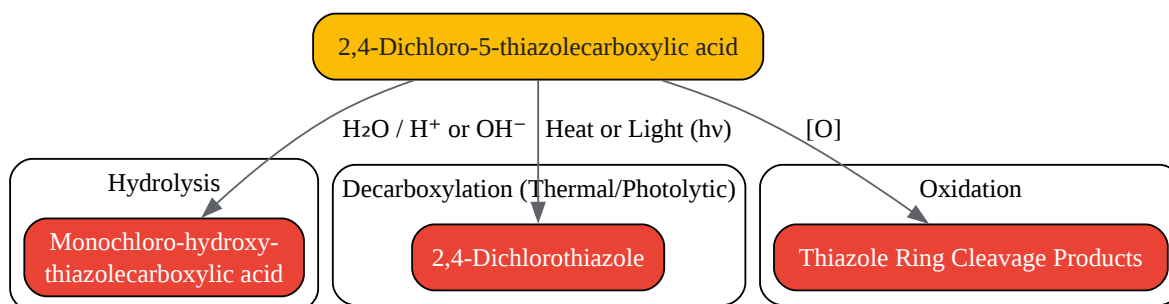 2,4-Dichloro-5-thiazolecarboxylic acid
H₂O / H⁺ or OH⁻
Heat or Light (hν)
[O]
Hydrolysis
Decarboxylation (Thermal/Photolytic)
Oxidation
Monochloro-hydroxy-
thiazolecarboxylic acid
2,4-Dichlorothiazole
Thiazole Ring Cleavage Products